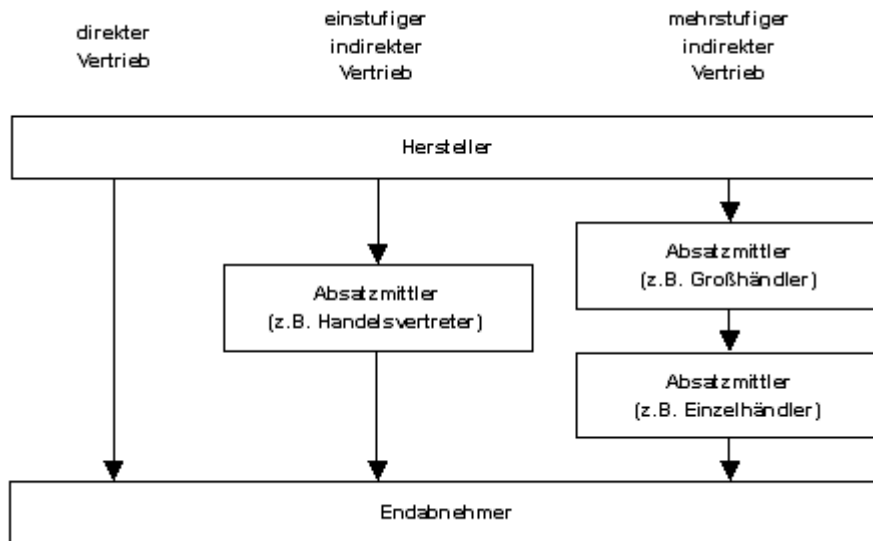 direkter
Vertrieb
einstufiger
indirekter
Vertrieb
mehrstufiger
indirekter
Vertrieb
Hersteller
Absatzmittler
(z.B. Handelsvertreter)
Absatzmittler
(z.B. Großhändler)
Absatzmittler
(z.B. Einzelhändler)
Endabnehmer